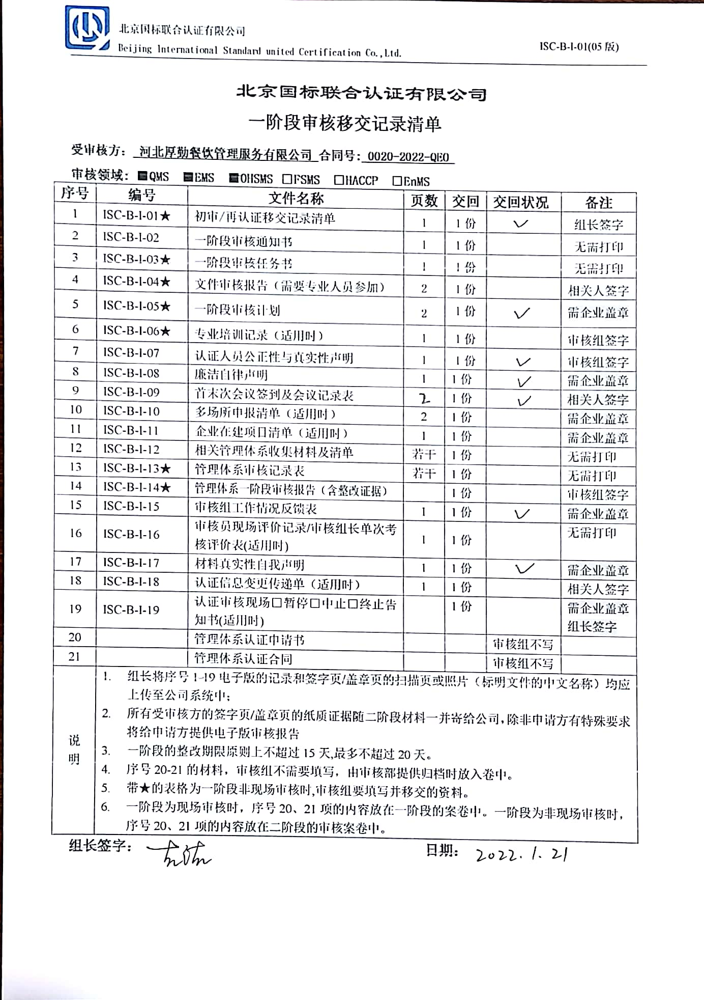 北京国标联合认证有限公司
Beijing International Standard united Certification Co.,Ltd.
ISC-B-I-01(05 版)
北京国标联合认证有限公司
一阶段审核移交记录清单
受审核方： 河北厚勤餐饮管理服务有限公司 合同号: 0020-2022-QEO
审核领域: ■QMS ■EMS ■OHSMS □FSMS □HACCP □EnMS
序号 编号 文件名称 页数 交回 交回状况 备注
1 ISC-B-I-01★ 初审/再认证移交记录清单 1 1 份 ✓ 组长签字
2 ISC-B-I-02 一阶段审核通知书 1 1 份 无需打印
3 ISC-B-I-03★ 一阶段审核任务书 1 1 份 无需打印
4 ISC-B-I-04★ 文件审核报告（需要专业人员参加） 2 1 份 相关人签字
5 ISC-B-I-05★ 一阶段审核计划 2 1 份 ✓ 需企业盖章
6 ISC-B-I-06★ 专业培训记录（适用时） 1 1 份 审核组签字
7 ISC-B-I-07 认证人员公正性与真实性声明 1 1 份 ✓ 审核组签字
8 ISC-B-I-08 廉洁自律声明 1 1 份 ✓ 需企业盖章
9 ISC-B-I-09 首末次会议签到及会议记录表 2 1 份 ✓ 相关人签字
10 ISC-B-I-10 多场所申报清单（适用时） 2 1 份 需企业盖章
11 ISC-B-I-11 企业在建项目清单（适用时） 1 1 份 需企业盖章
12 ISC-B-I-12 相关管理体系收集材料及清单 若干 1 份 无需打印
13 ISC-B-I-13★ 管理体系审核记录表 若干 1 份 无需打印
14 ISC-B-I-14★ 管理体系一阶段审核报告（含整改证据） 1 份 审核组签字
15 ISC-B-I-15 审核组工作情况反馈表 1 1 份 ✓ 需企业盖章
16 ISC-B-I-16 审核员现场评价记录/审核组长单次考 1 1 份 无需打印
核评价表(适用时)
17 ISC-B-I-17 材料真实性自我声明 1 1 份 ✓ 需企业盖章
18 ISC-B-I-18 认证信息变更传递单（适用时） 1 1 份 相关人签字
19 ISC-B-I-19 认证审核现场□暂停□中止□终止告 1 份 需企业盖章
知书(适用时) 组长签字
20 管理体系认证申请书 审核组不写
21 管理体系认证合同 审核组不写
说明
1. 组长将序号 1-19 电子版的记录和签字页/盖章页的扫描页或照片（标明文件的中文名称）均应
上传至公司系统中；
2. 所有受审核方的签字页/盖章页的纸质证据随二阶段材料一并寄给公司,除非申请方有特殊要求
将给申请方提供电子版审核报告
3. 一阶段的整改期限原则上不超过 15 天,最多不超过 20 天。
4. 序号 20-21 的材料，审核组不需要填写，由审核部提供归档时放入卷中。
5. 带★的表格为一阶段非现场审核时,审核组要填写并移交的资料。
6. 一阶段为现场审核时，序号 20、21 项的内容放在一阶段的案卷中。一阶段为非现场审核时，
序号 20、21 项的内容放在二阶段的审核案卷中。
组长签字： 日期： 2022.1.21